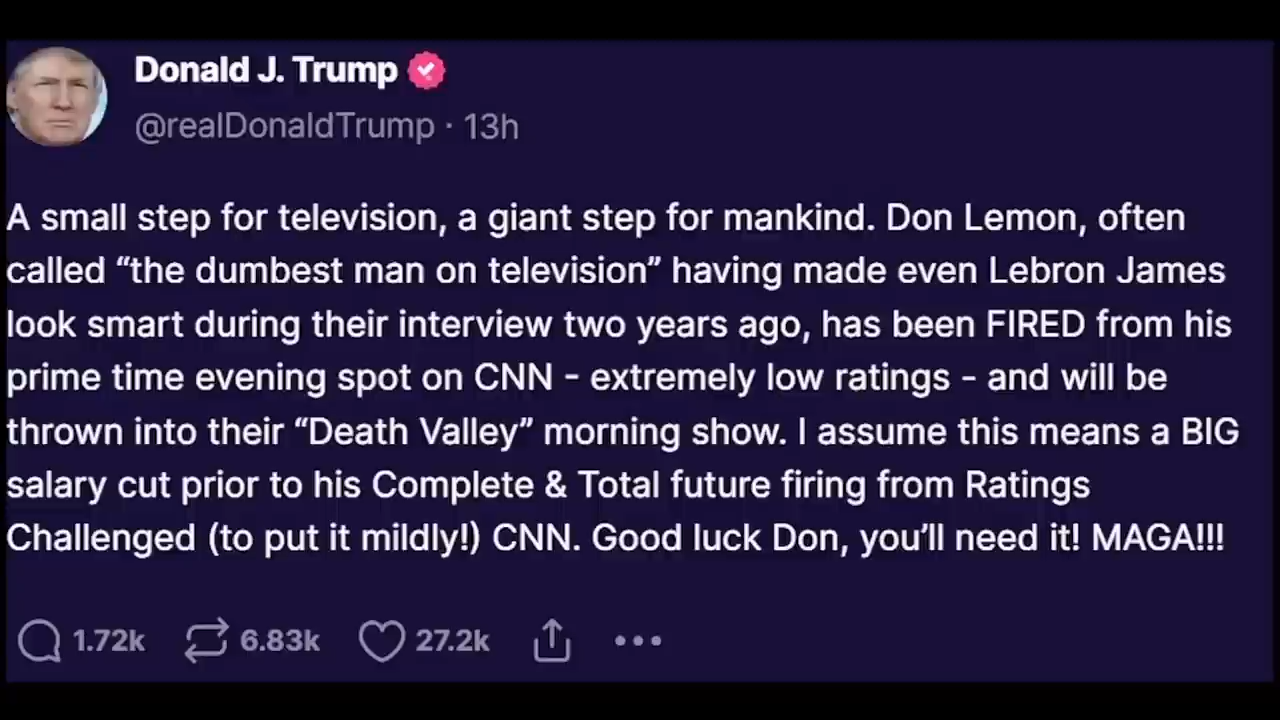 Donald J. Trump
@realDonaldTrump · 13h
A small step for television, a giant step for mankind. Don Lemon, often
called “the dumbest man on television” having made even Lebron James
look smart during their interview two years ago, has been FIRED from his
prime time evening spot on CNN - extremely low ratings - and will be
thrown into their “Death Valley” morning show. I assume this means a BIG
salary cut prior to his Complete & Total future firing from Ratings
Challenged (to put it mildly!) CNN. Good luck Don, you’ll need it! MAGA!!!
1.72k 6.83k 27.2k